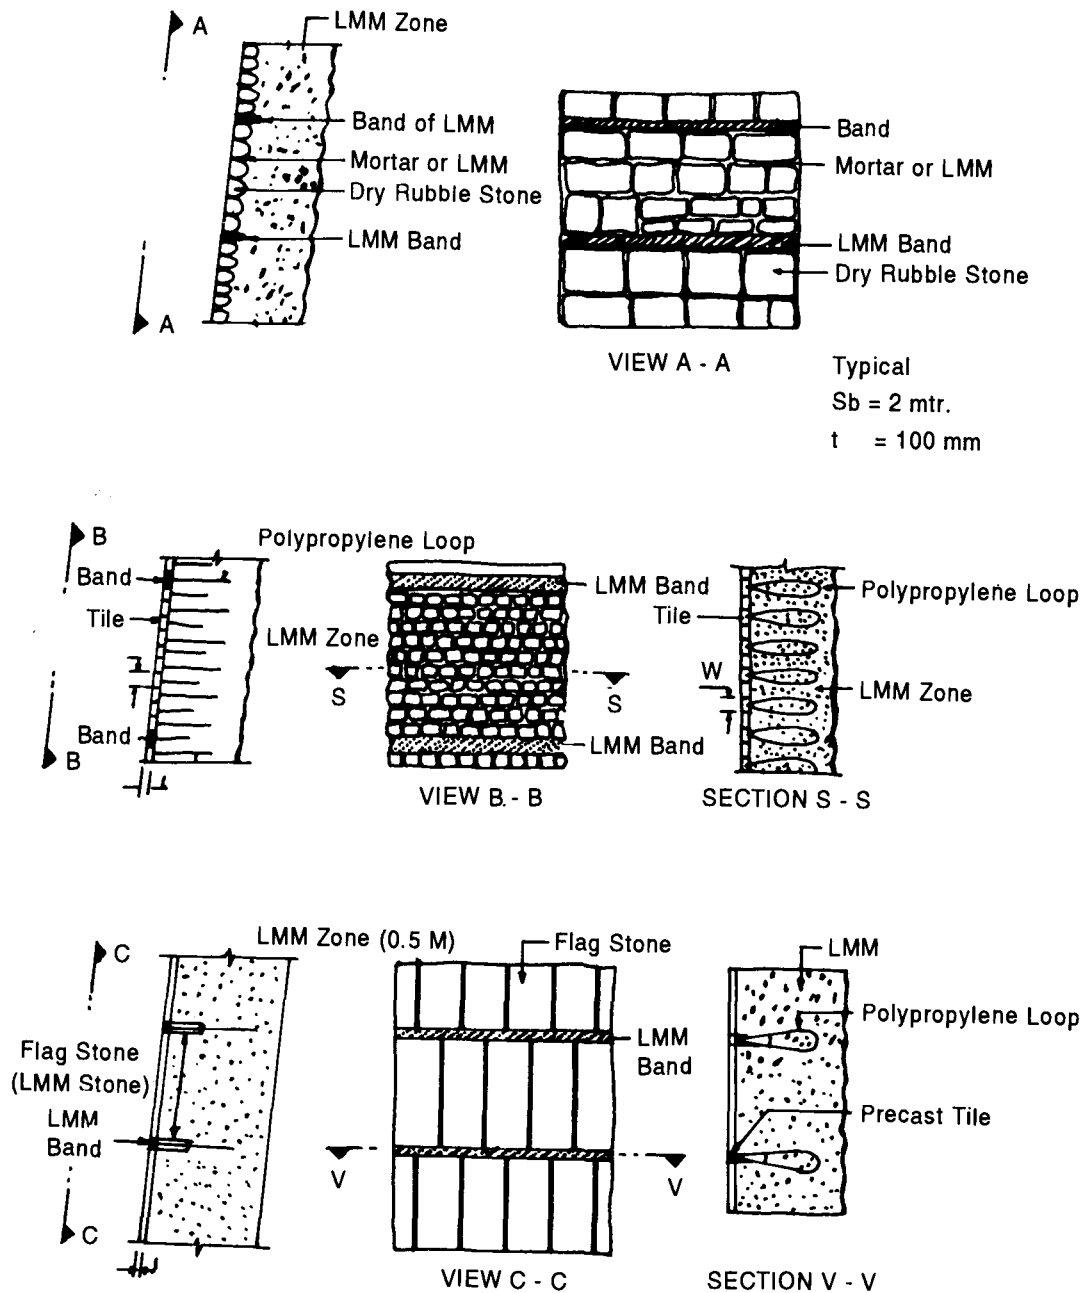 LMM Zone
A
Band of LMM
Mortar or LMM
Dry Rubble Stone
LMM Band
A
Band
Mortar or LMM
LMM Band
Dry Rubble Stone
VIEW A - A
Typical
Sb = 2 mtr.
t = 100 mm
B
Polypropylene Loop
Band
Tile
LMM Zone
Band
B
LMM Band
Tile
S
S
LMM Band
VIEW B. - B
Polypropylene Loop
W
LMM Zone
SECTION S - S
C
LMM Zone (0.5 M)
Flag Stone
(LMM Stone)
LMM
Band
C
Flag Stone
LMM
Band
V
V
VIEW C - C
LMM
Polypropylene Loop
Precast Tile
SECTION V - V